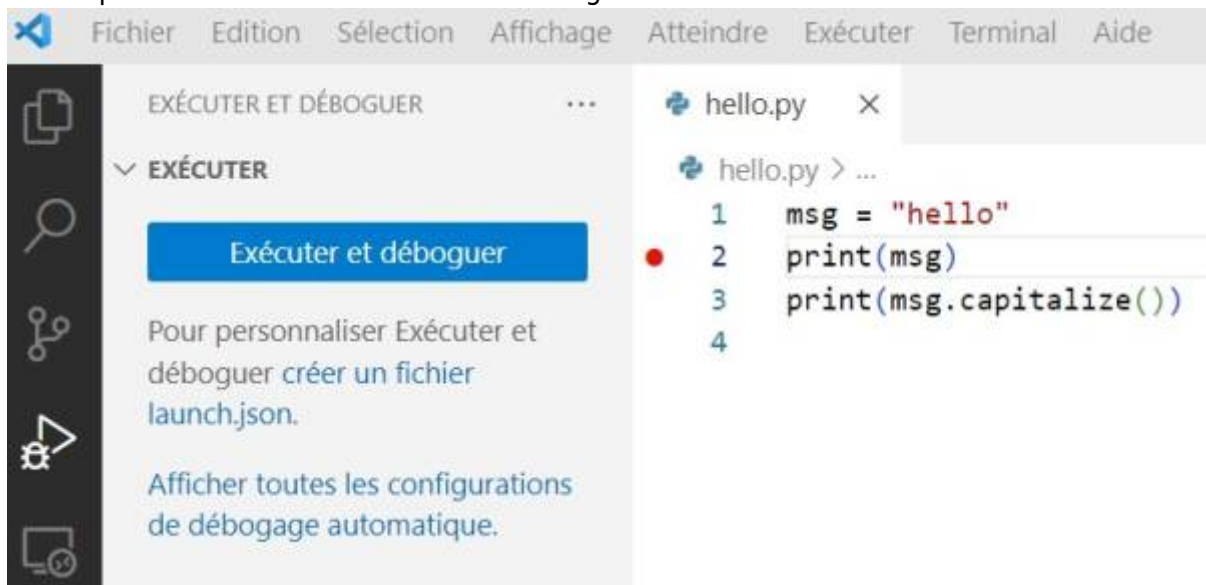 Fichier Edition Sélection Affichage Atteindre Exécuter Terminal Aide
EXÉCUTER ET DÉBOGUER ...
EXÉCUTER
Exécuter et déboguer
Pour personnaliser Exécuter et
déboguer créer un fichier
launch.json.
Afficher toutes les configurations
de débogage automatique.
hello.py ×
hello.py > ...
1 msg = "hello"
2 print(msg)
3 print(msg.capitalize())
4